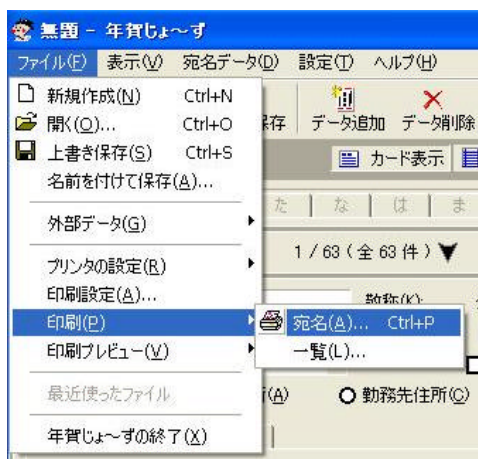 無題 - 年賀じょ～ず
ファイル(F) 表示(V) 宛名データ(D) 設定(T) ヘルプ(H)
新規作成(N) Ctrl+N
開く(O)... Ctrl+O
上書き保存(S) Ctrl+S
名前を付けて保存(A)...
外部データ(G)
プリンタの設定(R)
印刷設定(A)...
印刷(P)
印刷プレビュー(V)
最近使ったファイル
年賀じょ～ずの終了(X)
保存 データ追加 データ削除
カード表示
た な は ま
1 / 63 ( 全 63 件 )
敬称(K):
宛名(A)... Ctrl+P
一覧(L)...
(A) 勤務先住所(C)